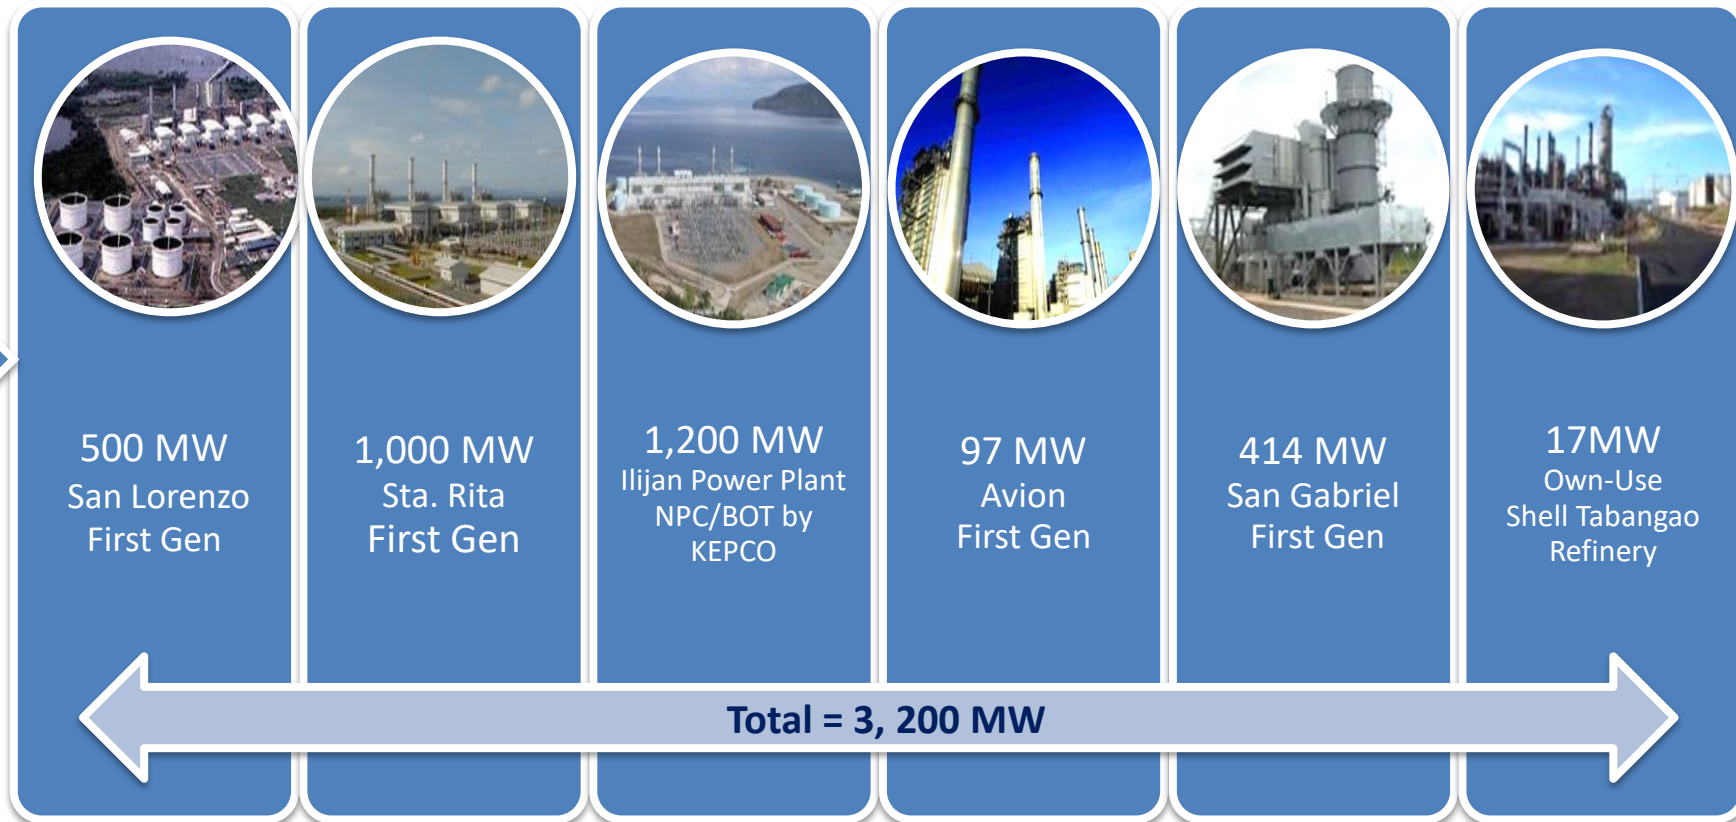 500 MW
San Lorenzo
First Gen
1,000 MW
Sta. Rita
First Gen
1,200 MW
Ilijan Power Plant
NPC/BOT by
KEPCO
97 MW
Avion
First Gen
414 MW
San Gabriel
First Gen
17MW
Own-Use
Shell Tabangao
Refinery
Total = 3, 200 MW